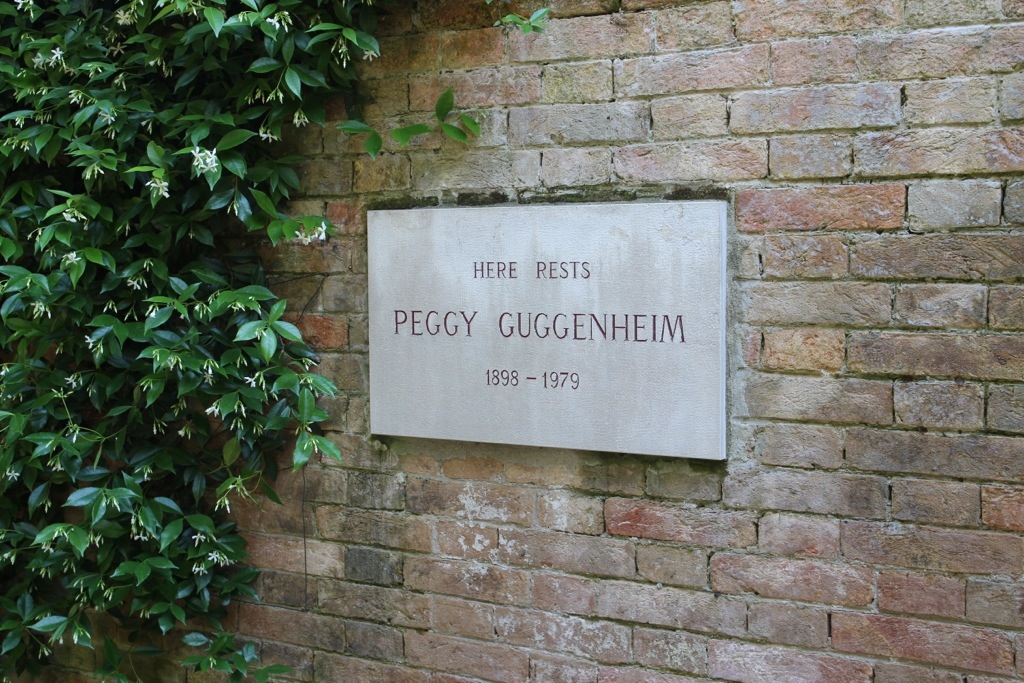 HERE RESTS
PEGGY GUGGENHEIM
1898 – 1979